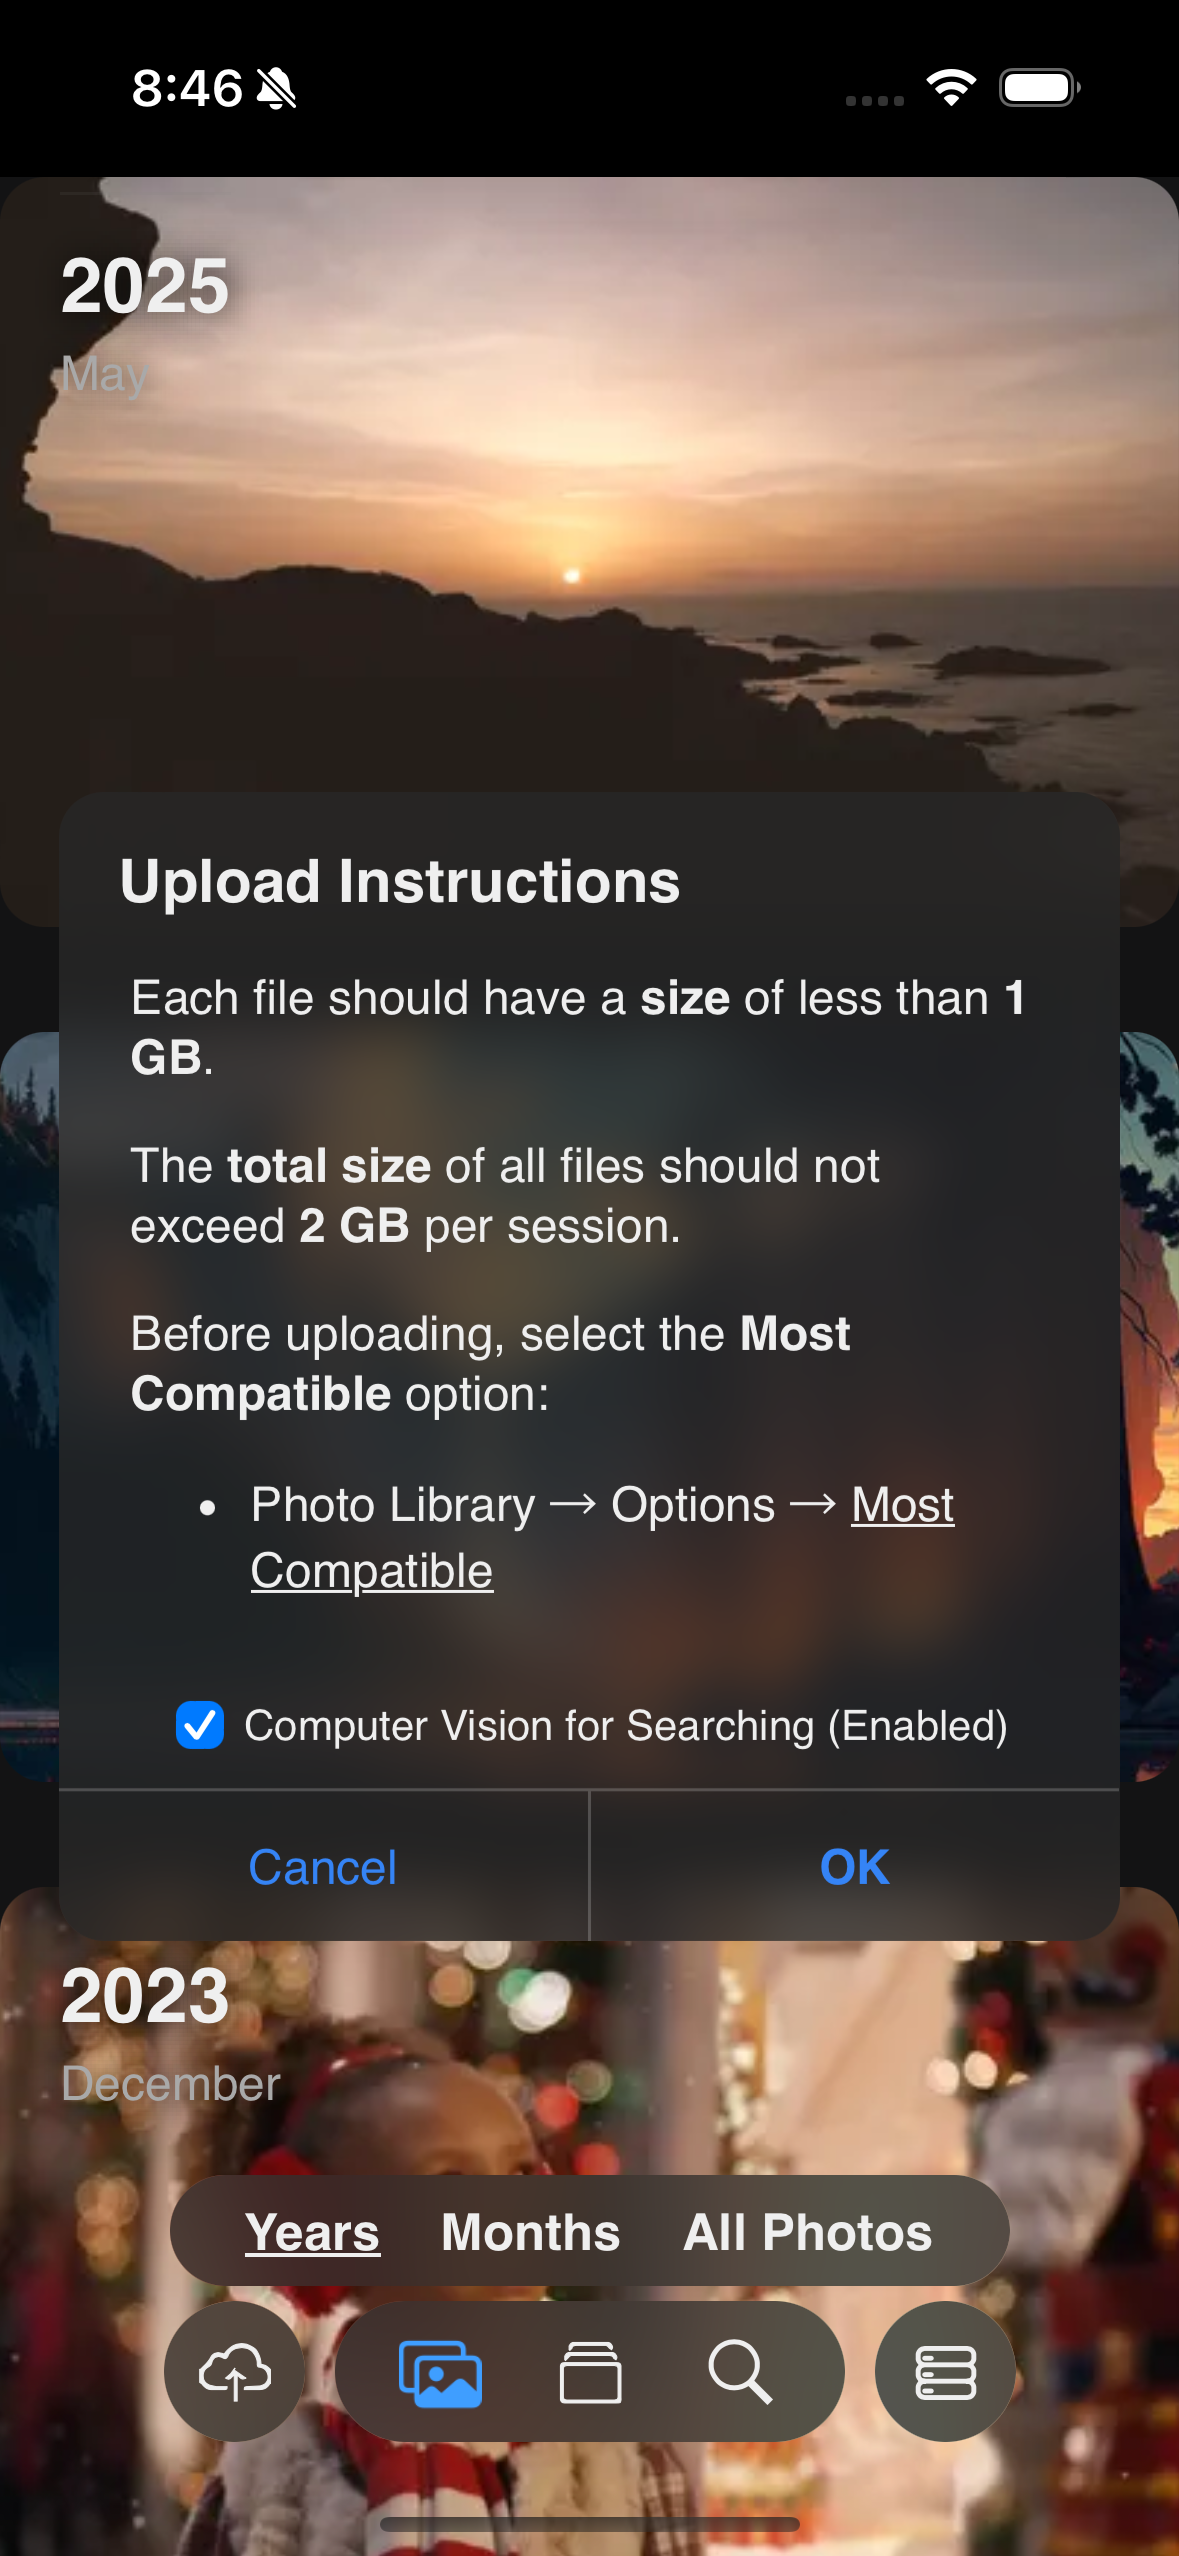 8:46
2025
May
Upload Instructions
Each file should have a size of less than 1
GB.
The total size of all files should not
exceed 2 GB per session.
Before uploading, select the Most
Compatible option:
• Photo Library → Options → Most
Compatible
Computer Vision for Searching (Enabled)
Cancel OK
2023
December
Years Months All Photos